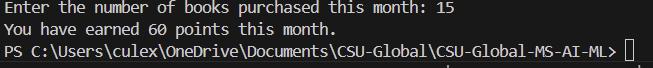 Enter the number of books purchased this month: 15
You have earned 60 points this month.
PS C:\Users\culex\OneDrive\Documents\CSU-Global\CSU-Global-MS-AI-ML>